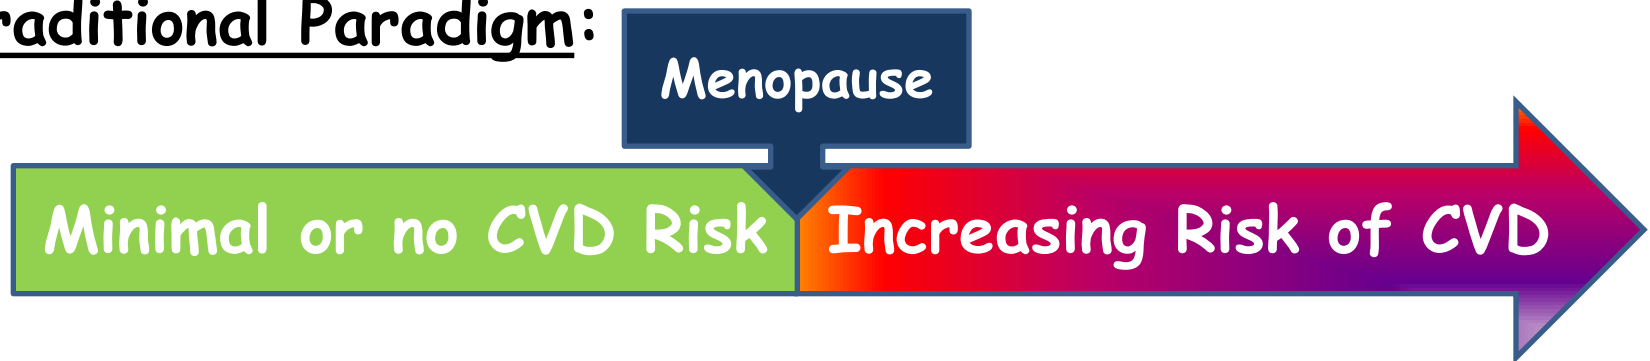 raditional Paradigm:
Menopause
Minimal or no CVD Risk
Increasing Risk of CVD